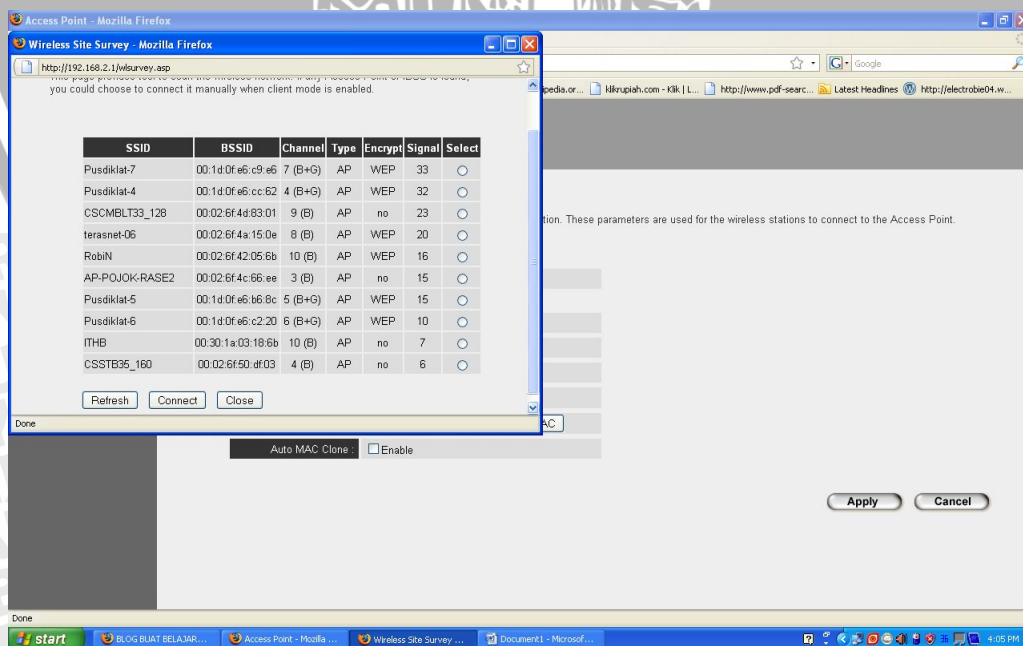 Access Point - Mozilla Firefox
Wireless Site Survey - Mozilla Firefox
http://192.168.2.1/wlsurvey.asp
you could choose to connect it manually when client mode is enabled.
SSID BSSID Channel Type Encrypt Signal Select
Pusdiklat-7 00:1d:0f:e6:c9:e6 7 (B+G) AP WEP 33
Pusdiklat-4 00:1d:0f:e6:cc:62 4 (B+G) AP WEP 32
CSCMBLT33_128 00:02:6f:4d:83:01 9 (B) AP no 23
terasnet-06 00:02:6f:4a:15:0e 8 (B) AP WEP 20
RobiN 00:02:6f:42:05:6b 10 (B) AP WEP 16
AP-POJOK-RASE2 00:02:6f:4c:66:ee 3 (B) AP no 15
Pusdiklat-5 00:1d:0f:e6:b6:8c 5 (B+G) AP WEP 15
Pusdiklat-6 00:1d:0f:e6:c2:20 6 (B+G) AP WEP 10
ITHB 00:30:1a:03:18:6b 10 (B) AP no 7
CSSTB35_160 00:02:6f:50:df:03 4 (B) AP no 6
Refresh Connect Close
Done
G Google
ipedia.or... klikrupiah.com - Klik | L... http://www.pdf-searc... Latest Headlines http://electrobie04.w...
tion. These parameters are used for the wireless stations to connect to the Access Point.
AC
Auto MAC Clone : Enable
Apply Cancel
Done
start BLOG BUAT BELAJAR... Access Point - Mozilla ... Wireless Site Survey ... Document1 - Microsof... 4:05 PM